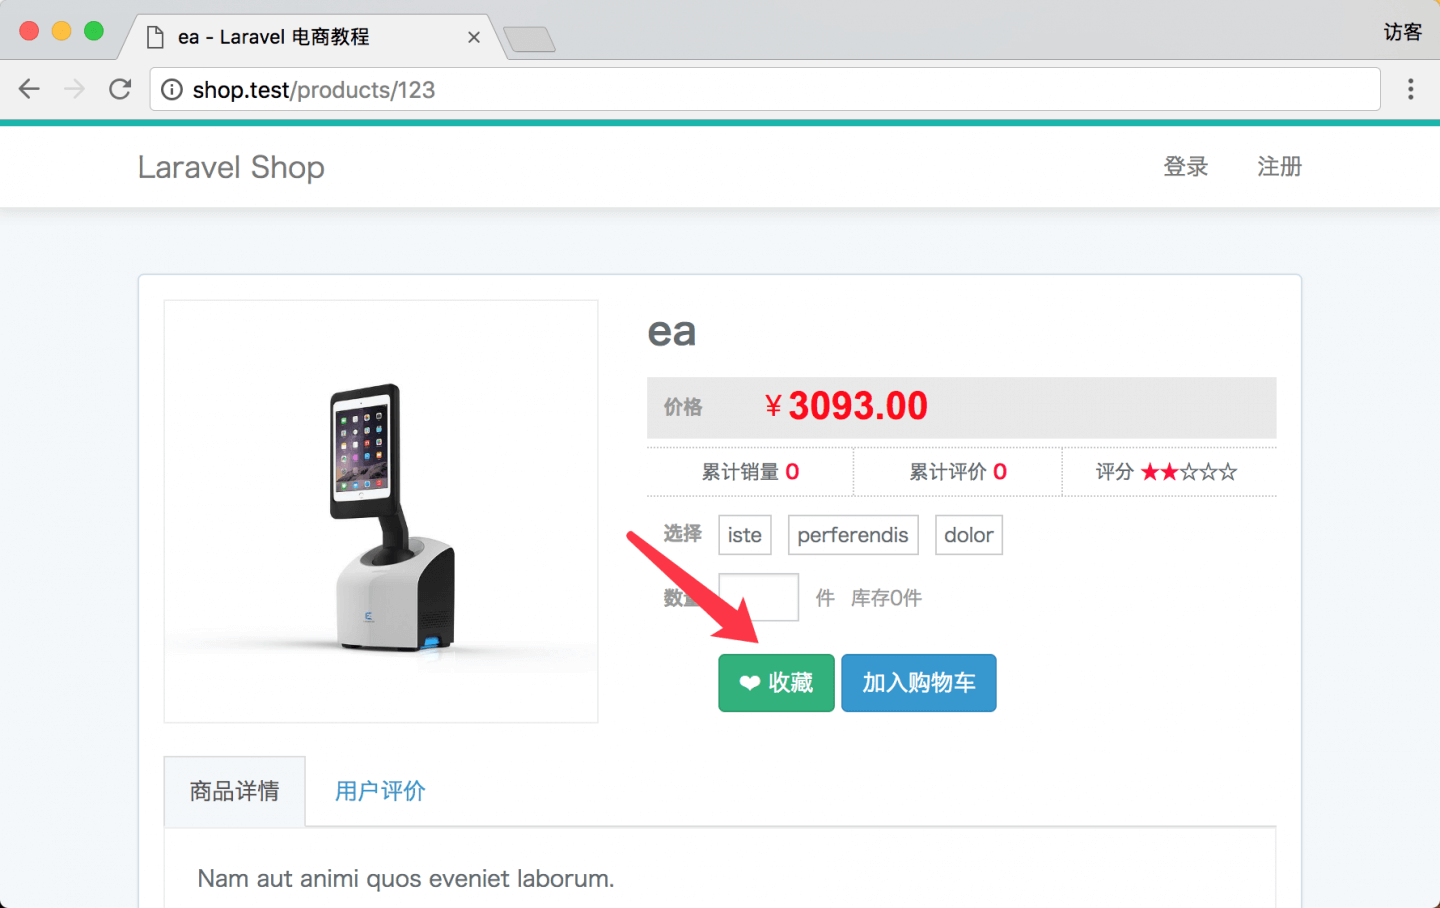 ea - Laravel 电商教程
访客
shop.test/products/123
Laravel Shop
登录 注册
ea
价格 ￥3093.00
累计销量 0 累计评价 0 评分 ★★☆☆☆
选择 iste perferendis dolor
数量 件 库存0件
❤ 收藏 加入购物车
商品详情 用户评价
Nam aut animi quos eveniet laborum.